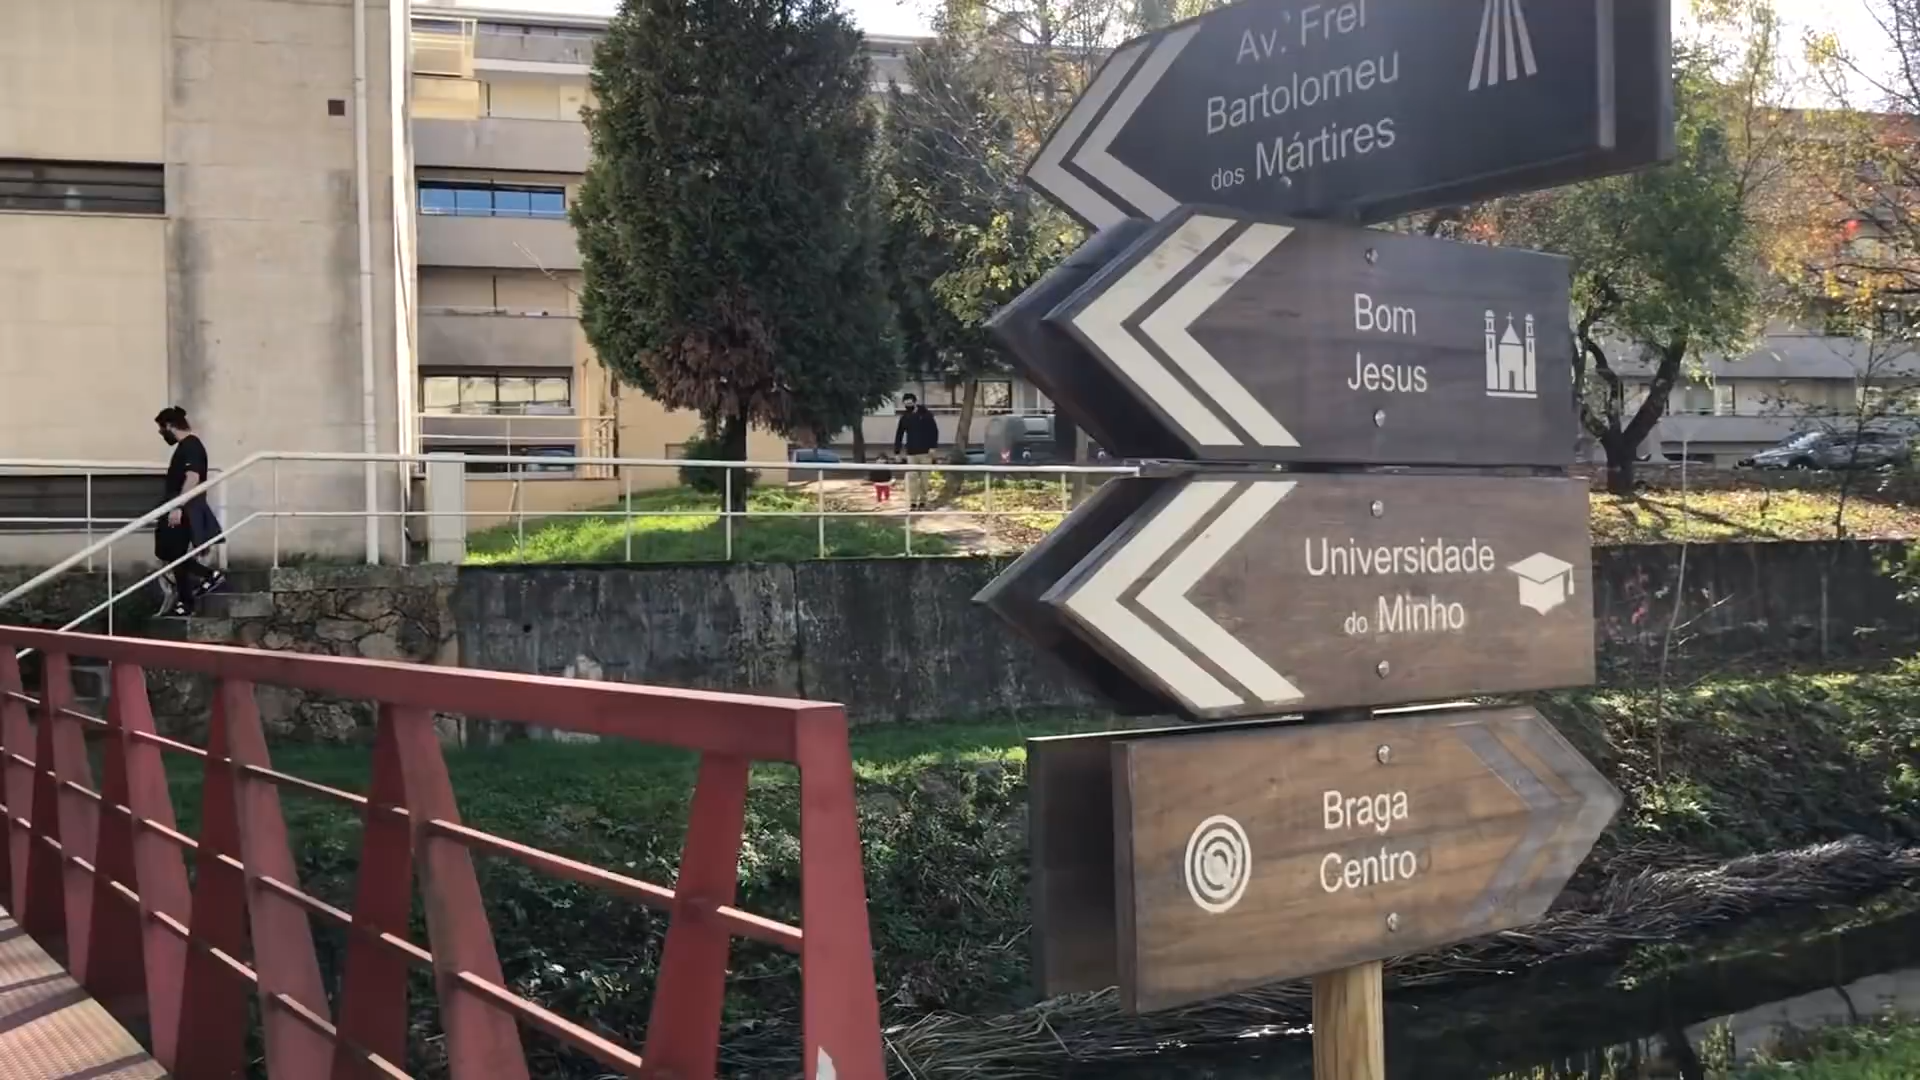 Av. Frei
Bartolomeu
dos Mártires
Bom
Jesus
Universidade
do Minho
Braga
Centro